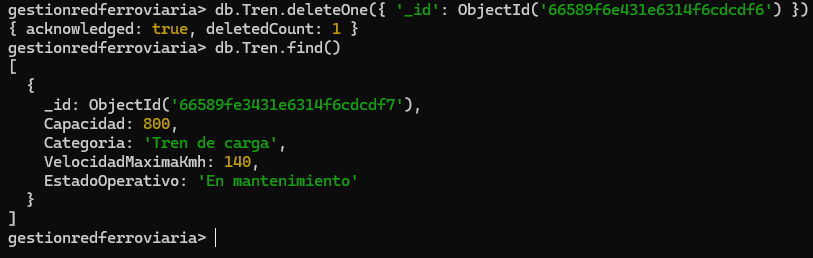 gestionredferroviaria> db.Tren.deleteOne({ '_id': ObjectId('66589f6e431e6314f6cdcdf6') })
{ acknowledged: true, deletedCount: 1 }
gestionredferroviaria> db.Tren.find()
[
  {
    _id: ObjectId('66589fe3431e6314f6cdcdf7'),
    Capacidad: 800,
    Categoria: 'Tren de carga',
    VelocidadMaximaKmh: 140,
    EstadoOperativo: 'En mantenimiento'
  }
]
gestionredferroviaria>